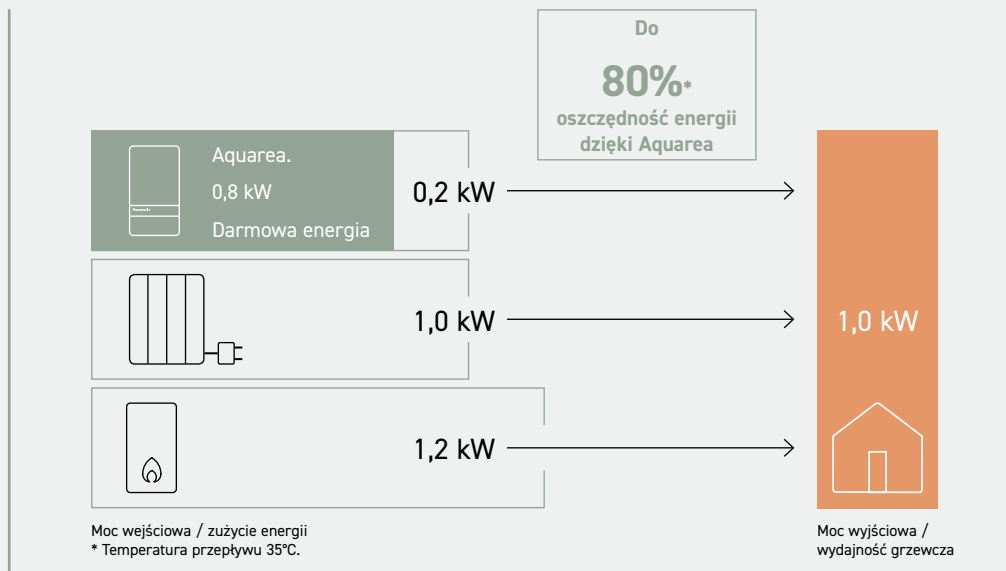 Do
80%*
oszczędność energii
dzięki Aquarea
Aquarea.
0,8 kW
Darmowa energia
0,2 kW
1,0 kW
1,0 kW
1,2 kW
Moc wejściowa / zużycie energii
* Temperatura przepływu 35°C.
Moc wyjściowa /
wydajność grzewcza